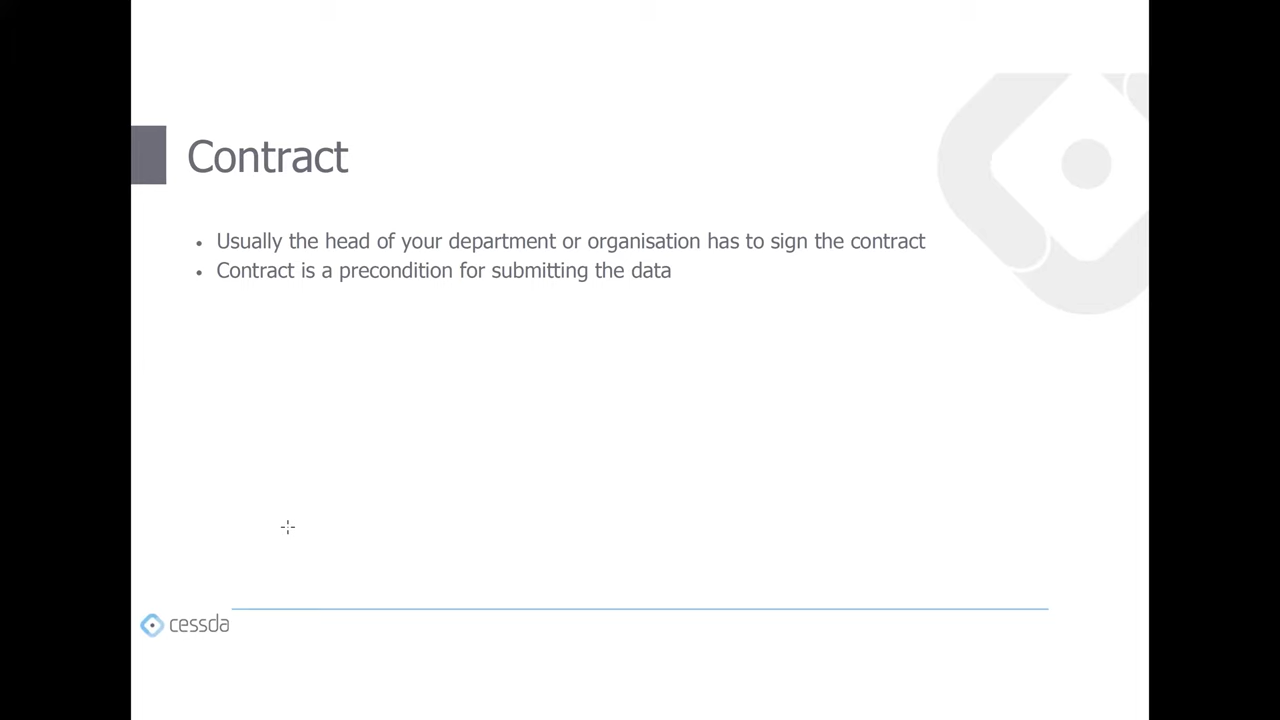 Contract
• Usually the head of your department or organisation has to sign the contract
• Contract is a precondition for submitting the data
cessda